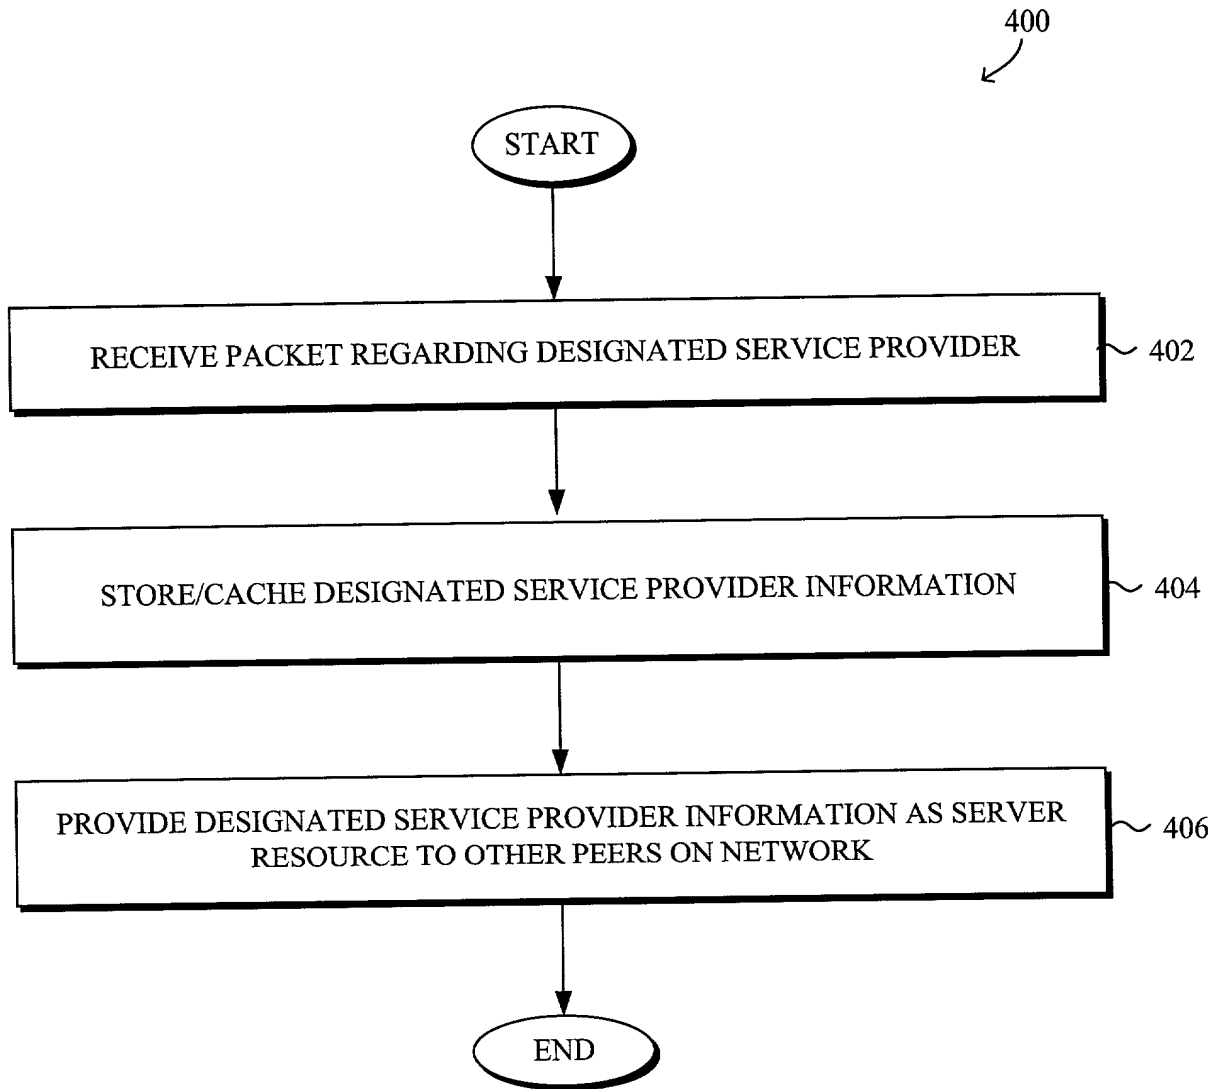 400
START
RECEIVE PACKET REGARDING DESIGNATED SERVICE PROVIDER
402
STORE/CACHE DESIGNATED SERVICE PROVIDER INFORMATION
404
PROVIDE DESIGNATED SERVICE PROVIDER INFORMATION AS SERVER
RESOURCE TO OTHER PEERS ON NETWORK
406
END